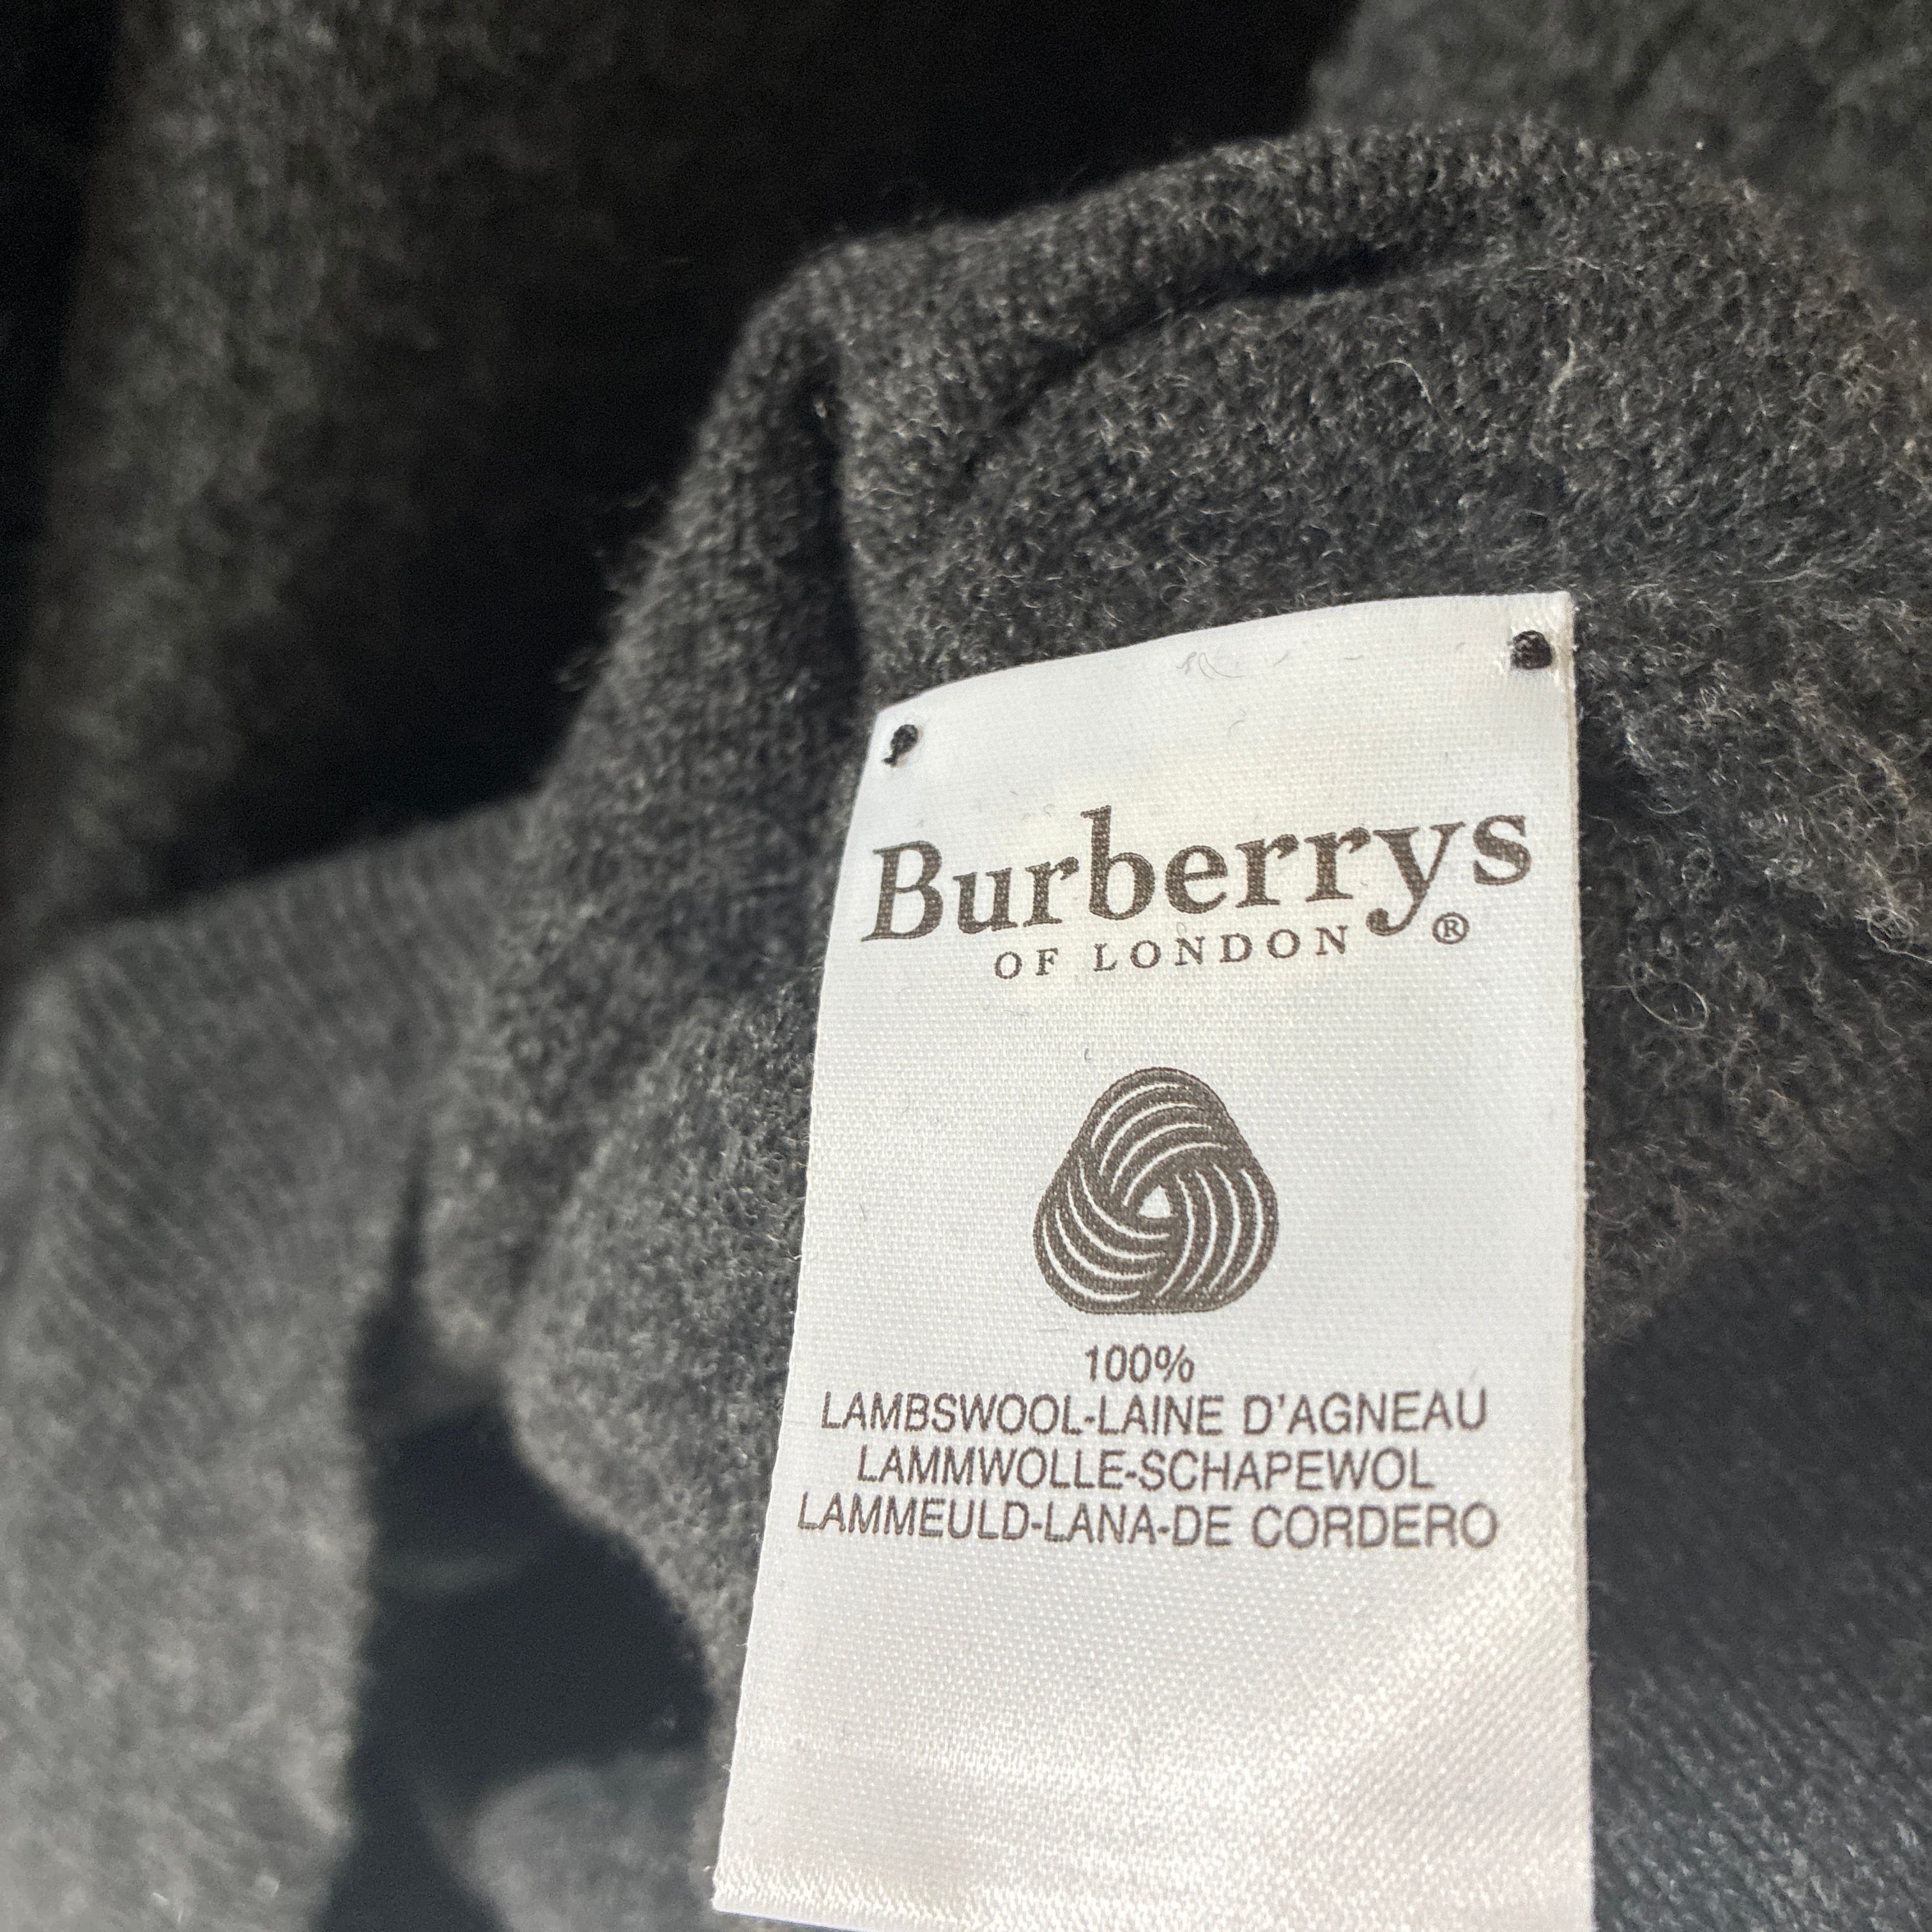 Burberrys
OF LONDON ®
100%
LAMBSWOOL-LAINE D'AGNEAU
LAMMWOLLE-SCHAPEWOL
LAMMEULD-LANA-DE CORDERO